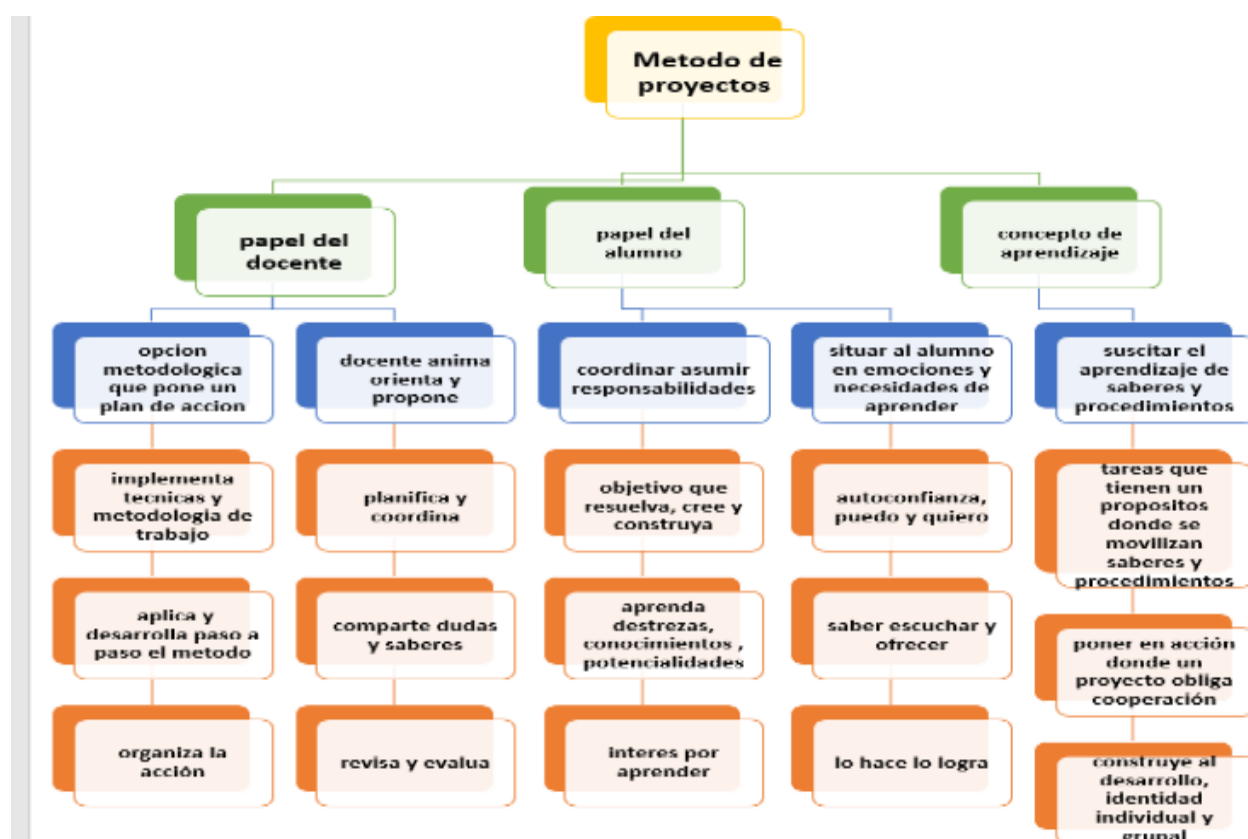 Metodo de
proyectos
papel del
docente
papel del
alumno
concepto de
aprendizaje
opcion
metodologica
que pone un
plan de accion
docente anima
orienta y
propone
coordinar asumir
responsabilidades
situar al alumno
en emociones y
necesidades de
aprender
suscitar el
aprendizaje de
saberes y
procedimientos
implementa
tecnicas y
metodologia de
trabajo
planifica y
coordina
objetivo que
resuelva, cree y
construya
autoconfianza,
puedo y quiero
tareas que
tienen un
propositos
donde se
movilizan
saberes y
procedimientos
aplica y
desarrolla paso a
paso el metodo
comparte dudas
y saberes
aprenda
destrezas,
conocimientos ,
potencialidades
saber escuchar y
ofrecer
poner en acción
donde un
proyecto obliga
cooperación
organiza la
acción
revisa y evalua
interes por
aprender
lo hace lo logra
construye al
desarrollo,
identidad
individual y
grupal